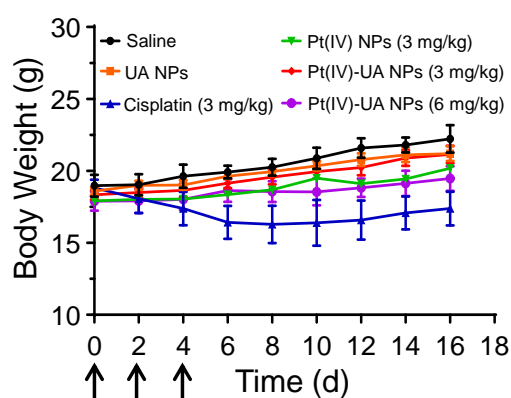 30
25
20
15
10
Body Weight (g)
Saline
UA NPs
Cisplatin (3 mg/kg)
Pt(IV) NPs (3 mg/kg)
Pt(IV)-UA NPs (3 mg/kg)
Pt(IV)-UA NPs (6 mg/kg)
0 2 4 6 8 10 12 14 16 18
Time (d)